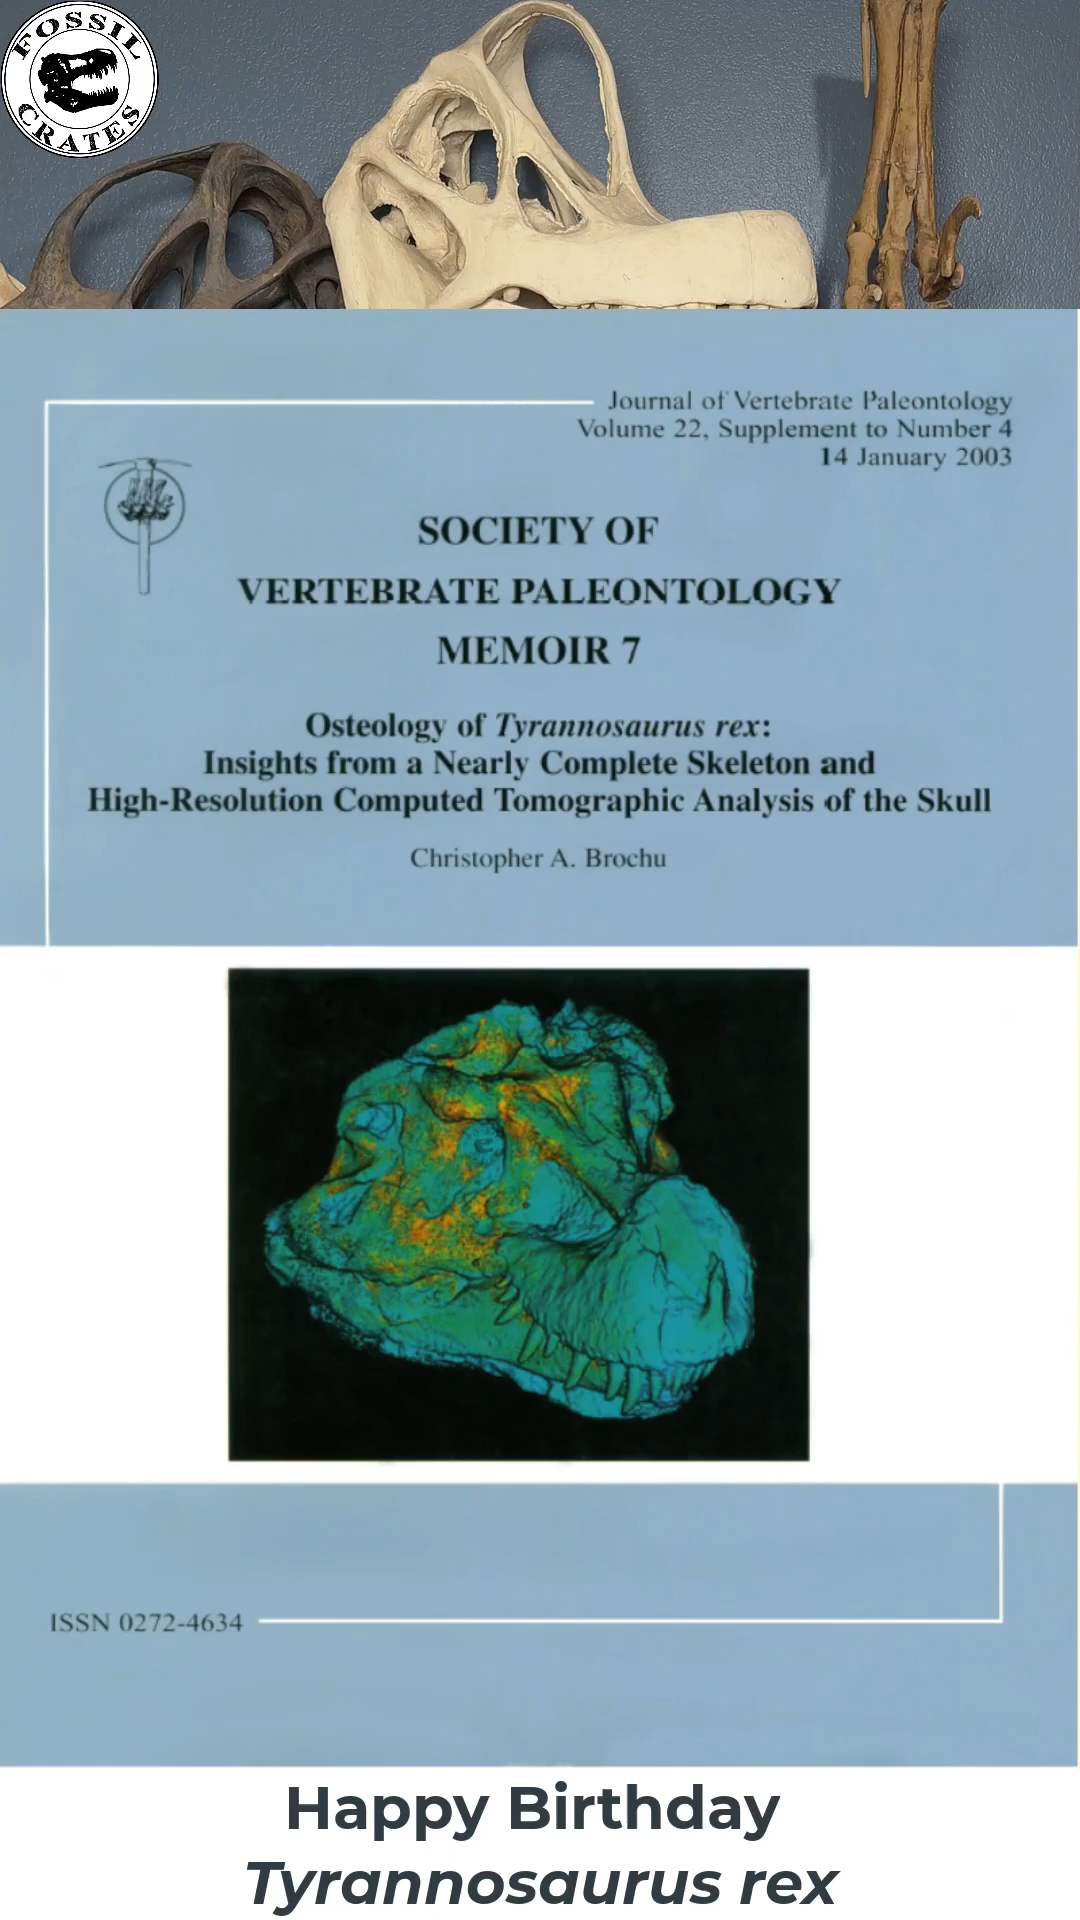 FOSSIL
CRATES
Journal of Vertebrate Paleontology
Volume 22, Supplement to Number 4
14 January 2003
SOCIETY OF
VERTEBRATE PALEONTOLOGY
MEMOIR 7
Osteology of Tyrannosaurus rex:
Insights from a Nearly Complete Skeleton and
High-Resolution Computed Tomographic Analysis of the Skull
Christopher A. Brochu
ISSN 0272-4634
Happy Birthday
Tyrannosaurus rex